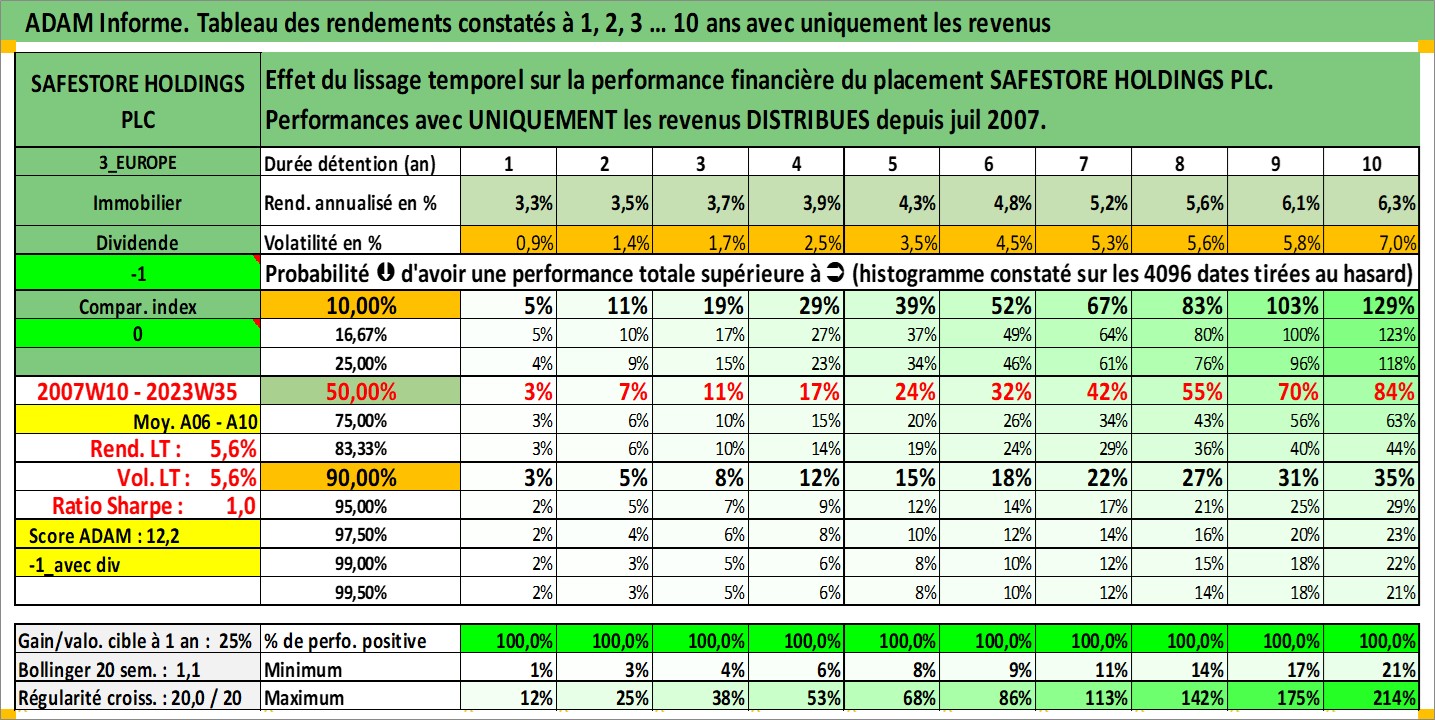 ADAM Informe. Tableau des rendements constatés à 1, 2, 3 ... 10 ans avec uniquement les revenus
SAFESTORE HOLDINGS PLC
Effet du lissage temporel sur la performance financière du placement SAFESTORE HOLDINGS PLC.
Performances avec UNIQUEMENT les revenus DISTRIBUES depuis juil 2007.
3_EUROPE Durée détention (an) 1 2 3 4 5 6 7 8 9 10
Immobilier Rend. annualisé en % 3,3% 3,5% 3,7% 3,9% 4,3% 4,8% 5,2% 5,6% 6,1% 6,3%
Dividende Volatilité en % 0,9% 1,4% 1,7% 2,5% 3,5% 4,5% 5,3% 5,6% 5,8% 7,0%
-1 Probabilité d'avoir une performance totale supérieure à (histogramme constaté sur les 4096 dates tirées au hasard)
Compar. index 10,00% 5% 11% 19% 29% 39% 52% 67% 83% 103% 129%
0 16,67% 5% 10% 17% 27% 37% 49% 64% 80% 100% 123%
25,00% 4% 9% 15% 23% 34% 46% 61% 76% 96% 118%
2007W10 - 2023W35 50,00% 3% 7% 11% 17% 24% 32% 42% 55% 70% 84%
Moy. A06 - A10 75,00% 3% 6% 10% 15% 20% 26% 34% 43% 56% 63%
Rend. LT : 5,6% 83,33% 3% 6% 10% 14% 19% 24% 29% 36% 40% 44%
Vol. LT : 5,6% 90,00% 3% 5% 8% 12% 15% 18% 22% 27% 31% 35%
Ratio Sharpe : 1,0 95,00% 2% 5% 7% 9% 12% 14% 17% 21% 25% 29%
Score ADAM : 12,2 97,50% 2% 4% 6% 8% 10% 12% 14% 16% 20% 23%
-1_avec div 99,00% 2% 3% 5% 6% 8% 10% 12% 15% 18% 22%
99,50% 2% 3% 5% 6% 8% 10% 12% 14% 18% 21%
Gain/valo. cible à 1 an : 25% % de perfo. positive 100,0% 100,0% 100,0% 100,0% 100,0% 100,0% 100,0% 100,0% 100,0% 100,0%
Bollinger 20 sem. : 1,1 Minimum 1% 3% 4% 6% 8% 9% 11% 14% 17% 21%
Régularité croiss. : 20,0 / 20 Maximum 12% 25% 38% 53% 68% 86% 113% 142% 175% 214%